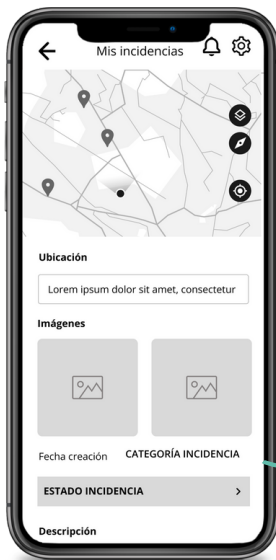 Mis incidencias
Ubicación
Lorem ipsum dolor sit amet, consectetur
Imágenes
Fecha creación CATEGORÍA INCIDENCIA
ESTADO INCIDENCIA
Descripción